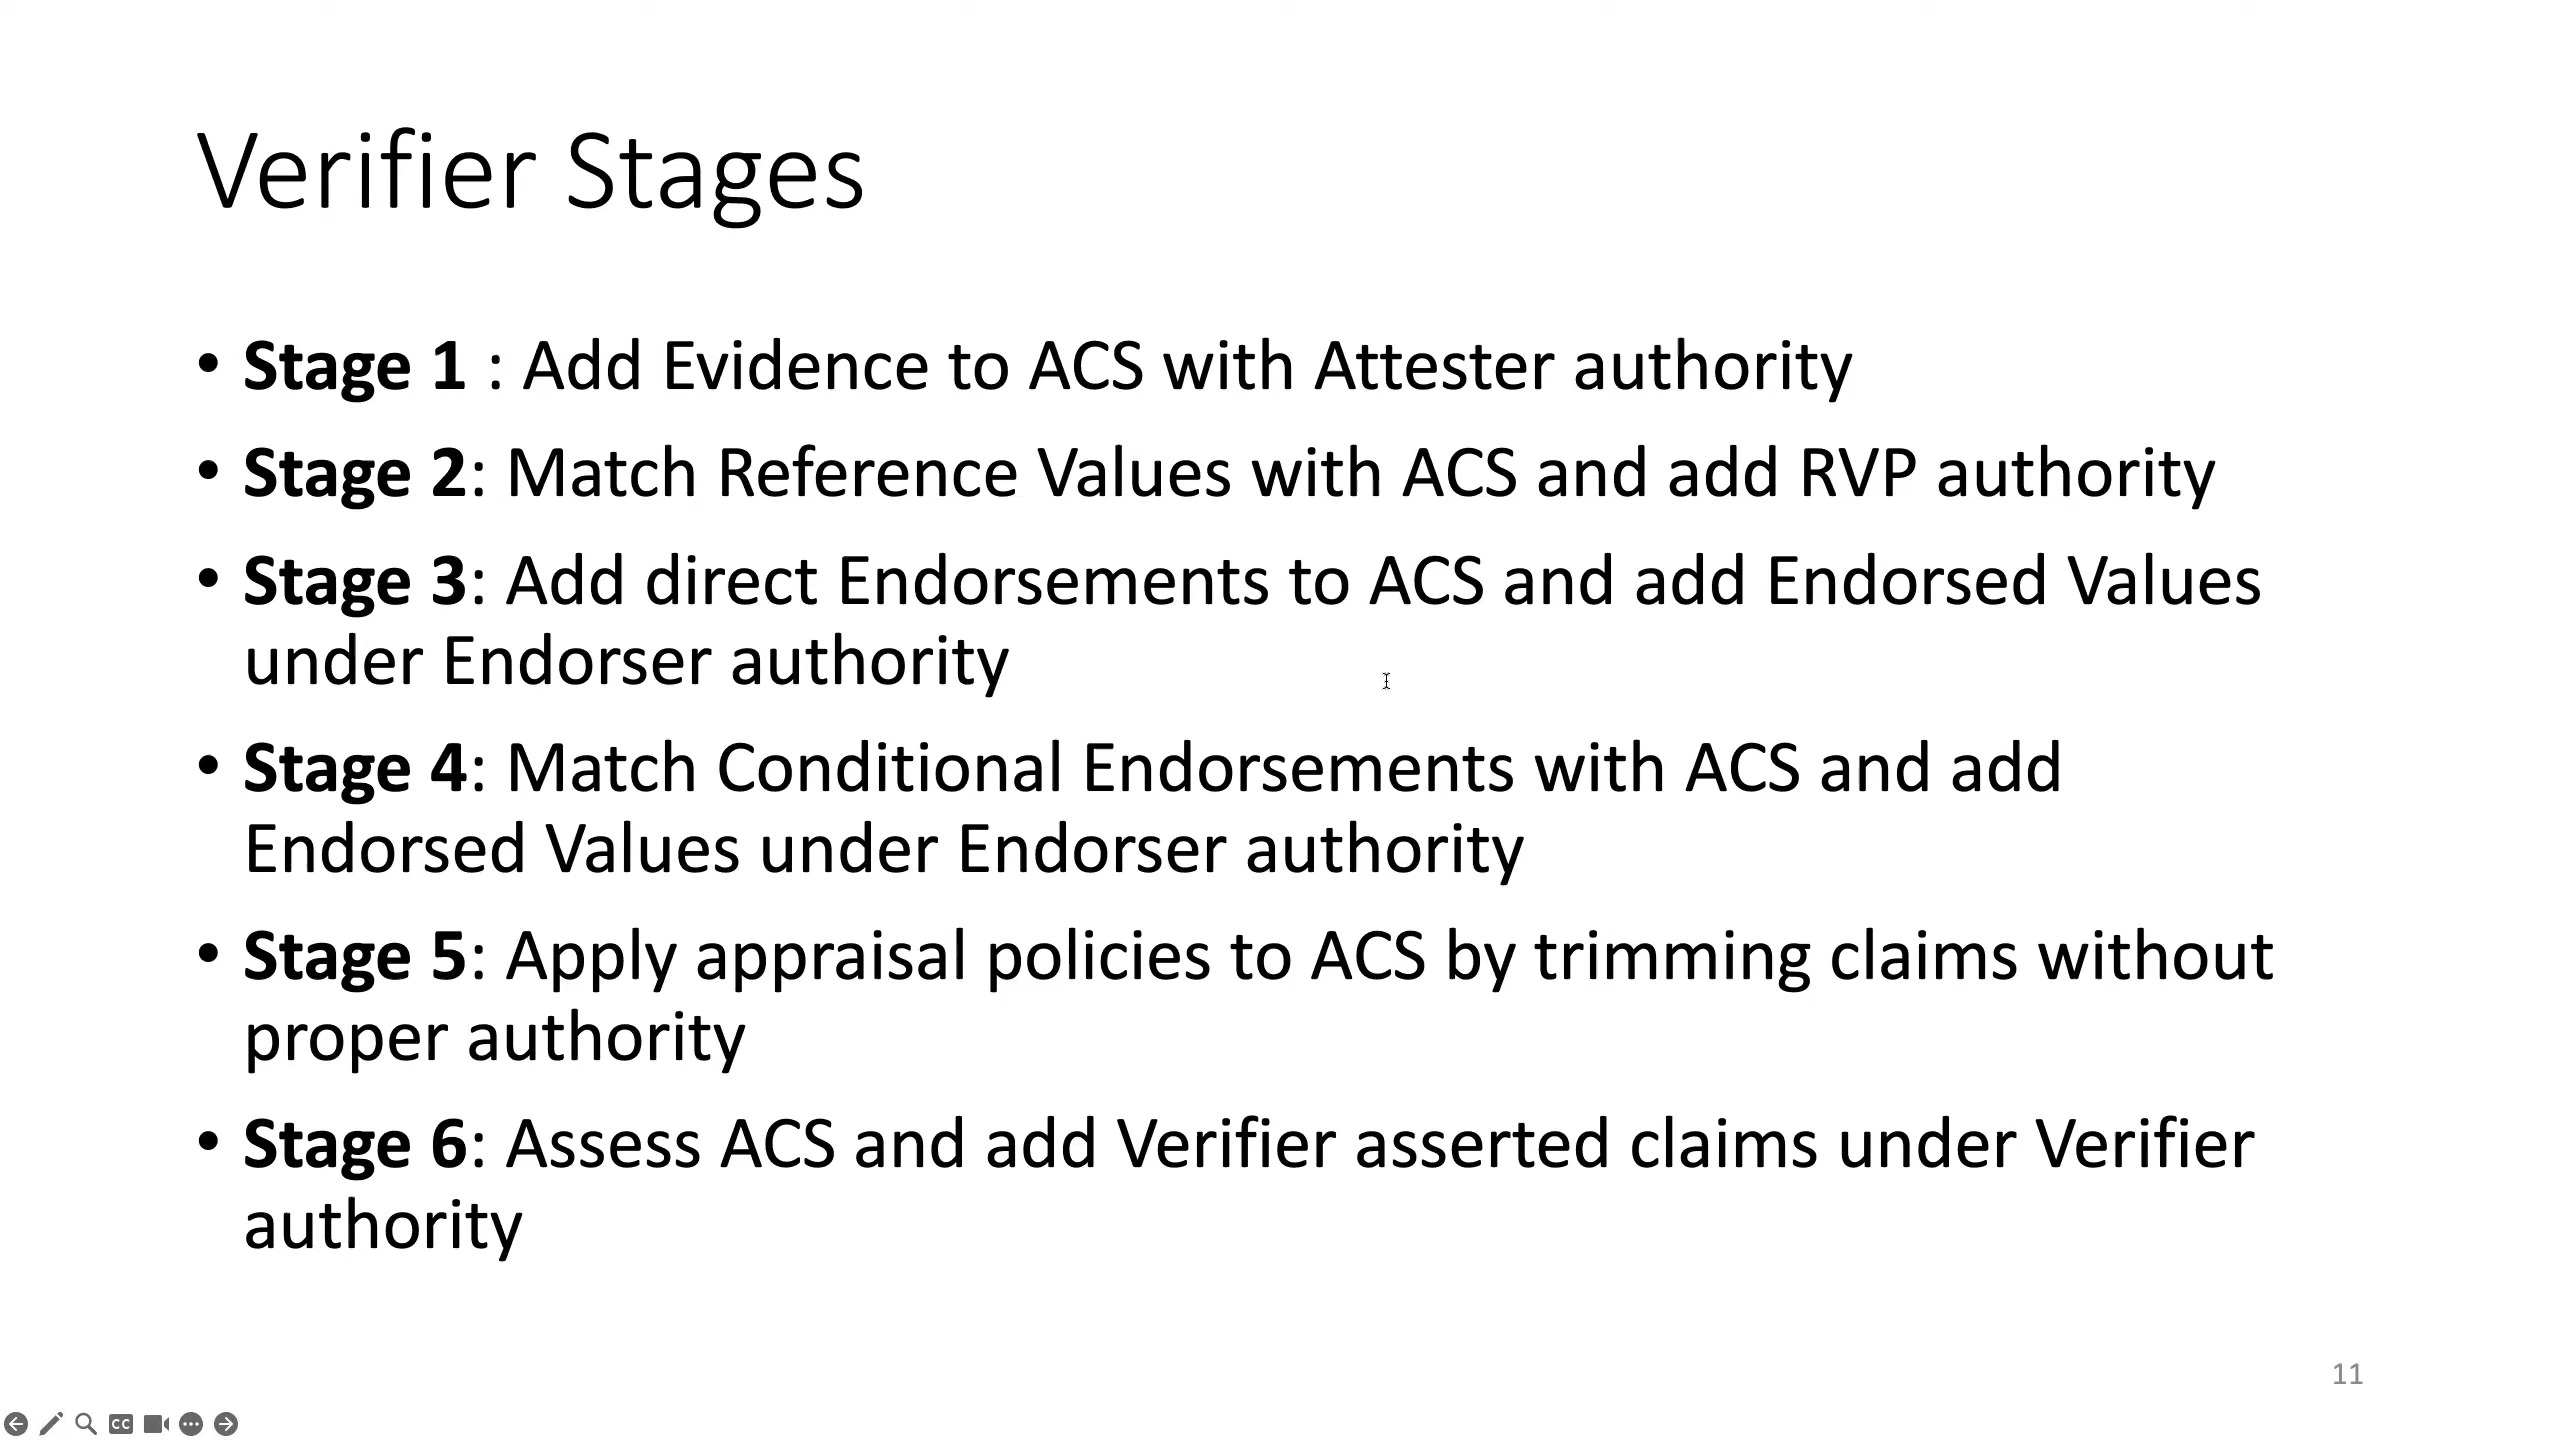 Verifier Stages
• Stage 1 : Add Evidence to ACS with Attester authority
• Stage 2: Match Reference Values with ACS and add RVP authority
• Stage 3: Add direct Endorsements to ACS and add Endorsed Values
under Endorser authority
• Stage 4: Match Conditional Endorsements with ACS and add
Endorsed Values under Endorser authority
• Stage 5: Apply appraisal policies to ACS by trimming claims without
proper authority
• Stage 6: Assess ACS and add Verifier asserted claims under Verifier
authority
11
CC